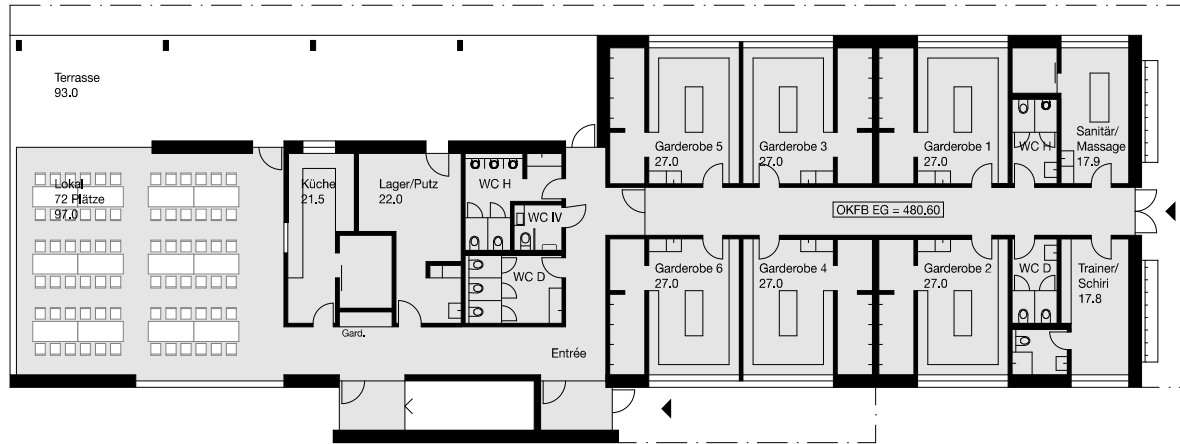 Terrasse
93.0
Lokal
72 Plätze
97.0
Küche
21.5
Lager/Putz
22.0
WC H
WC IV
WC D
Gard.
Entrée
Garderobe 5
27.0
Garderobe 3
27.0
Garderobe 1
27.0
WC H
Sanitär/
Massage
17.9
OKFB EG = 480.60
Garderobe 6
27.0
Garderobe 4
27.0
Garderobe 2
27.0
WC D
Trainer/
Schiri
17.8